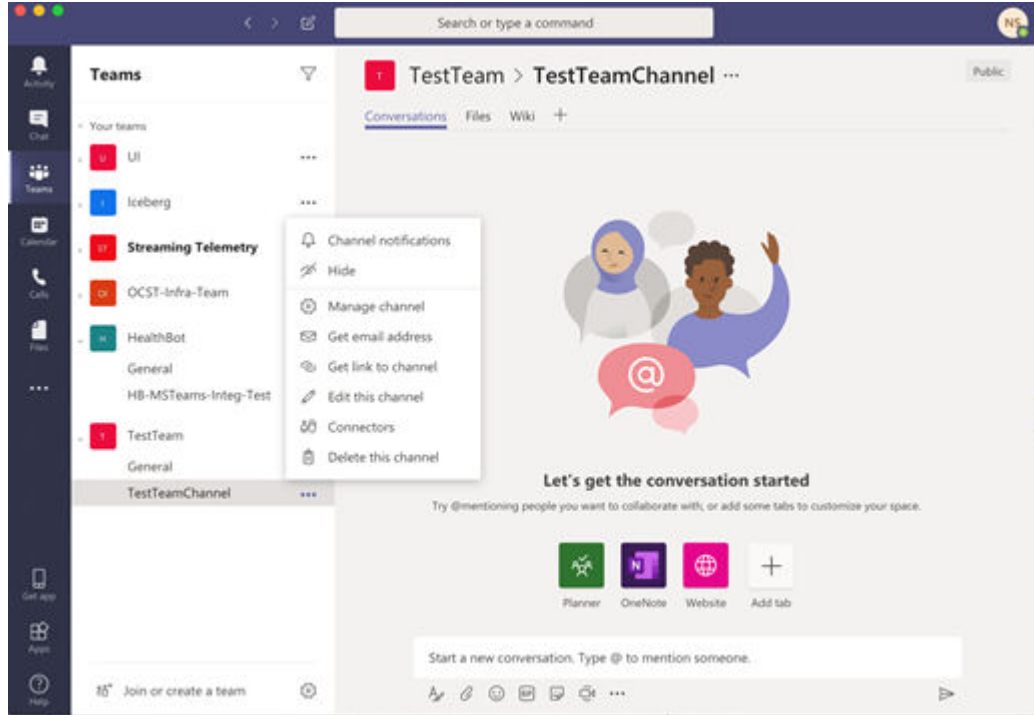 Search or type a command
NS
Activity
Chat
Teams
Calendar
Calls
Files
Get app
Apps
Help
Teams
Your teams
U UI
I Iceberg
ST Streaming Telemetry
OI OCST-Infra-Team
H HealthBot
General
HB-MSTeams-Integ-Test
T TestTeam
General
TestTeamChannel
Join or create a team
Channel notifications
Hide
Manage channel
Get email address
Get link to channel
Edit this channel
Connectors
Delete this channel
T TestTeam > TestTeamChannel ...
Public
Conversations Files Wiki +
@
Let's get the conversation started
Try @mentioning people you want to collaborate with, or add some tabs to customize your space.
N
Planner OneNote Website Add tab
Start a new conversation. Type @ to mention someone.
GIF